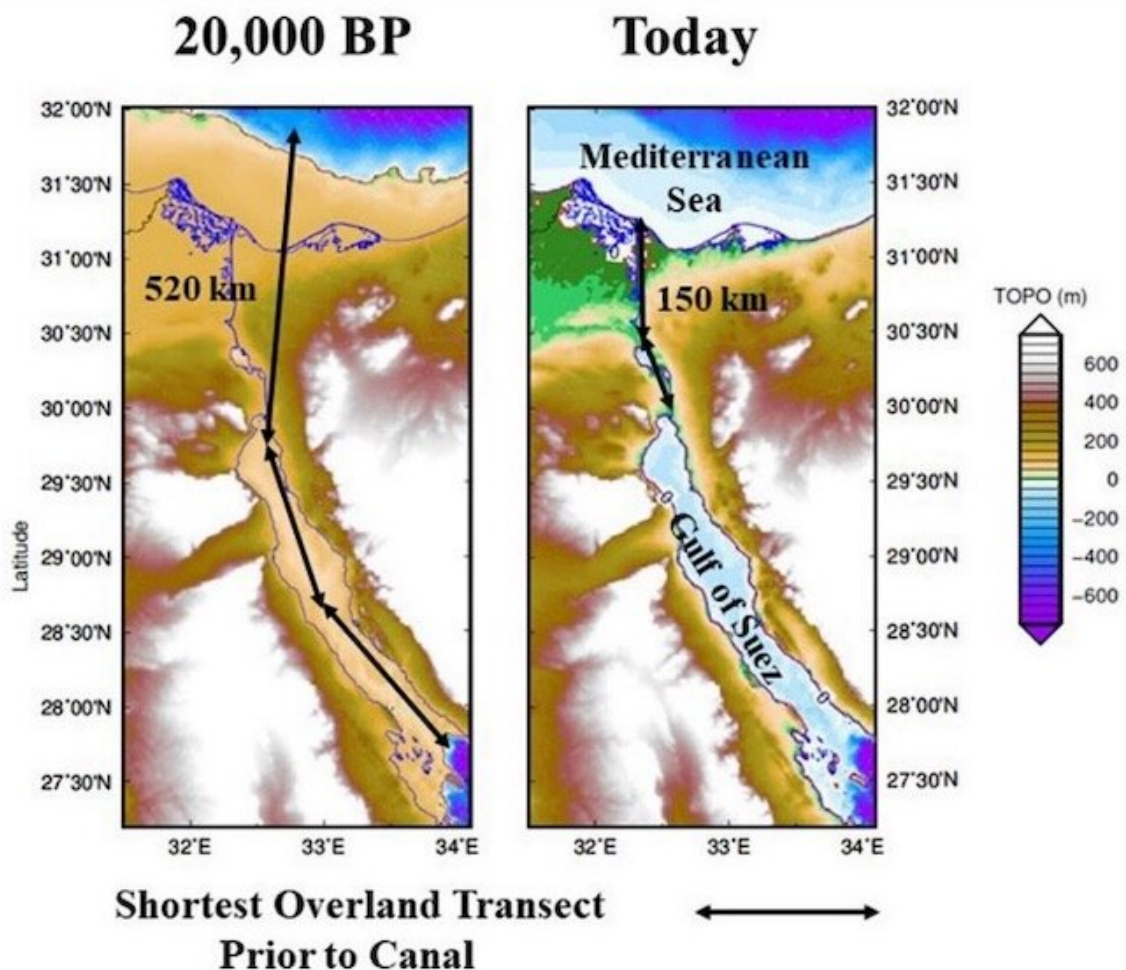 20,000 BP
Today
32°00'N
31°30'N
31°00'N
30°30'N
30°00'N
29°30'N
29°00'N
28°30'N
28°00'N
27°30'N
Latitude
520 km
32°E
33°E
34°E
Mediterranean
Sea
0
150 km
0
Gulf of Suez
0
32°00'N
31°30'N
31°00'N
30°30'N
30°00'N
29°30'N
29°00'N
28°30'N
28°00'N
27°30'N
32°E
33°E
34°E
TOPO (m)
600
400
200
0
−200
−400
−600
Shortest Overland Transect
Prior to Canal